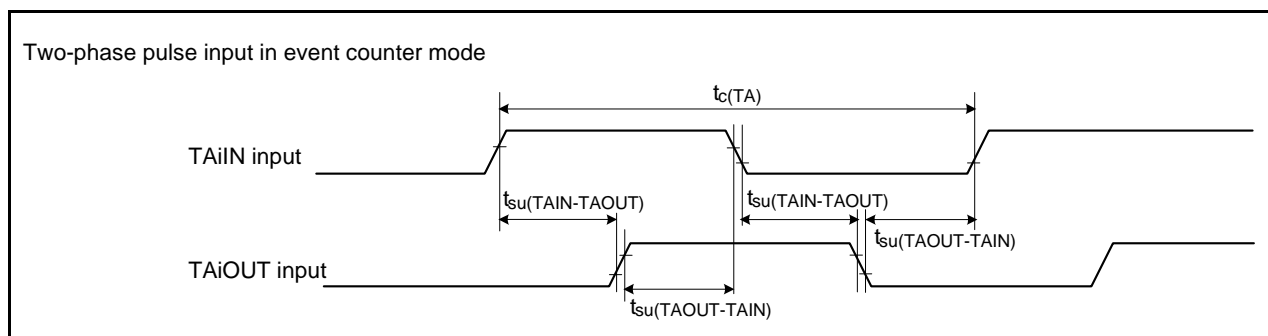 Two-phase pulse input in event counter mode
tc(TA)
TAiIN input
tsu(TAIN-TAOUT)
tsu(TAIN-TAOUT)
tsu(TAOUT-TAIN)
TAiOUT input
tsu(TAOUT-TAIN)